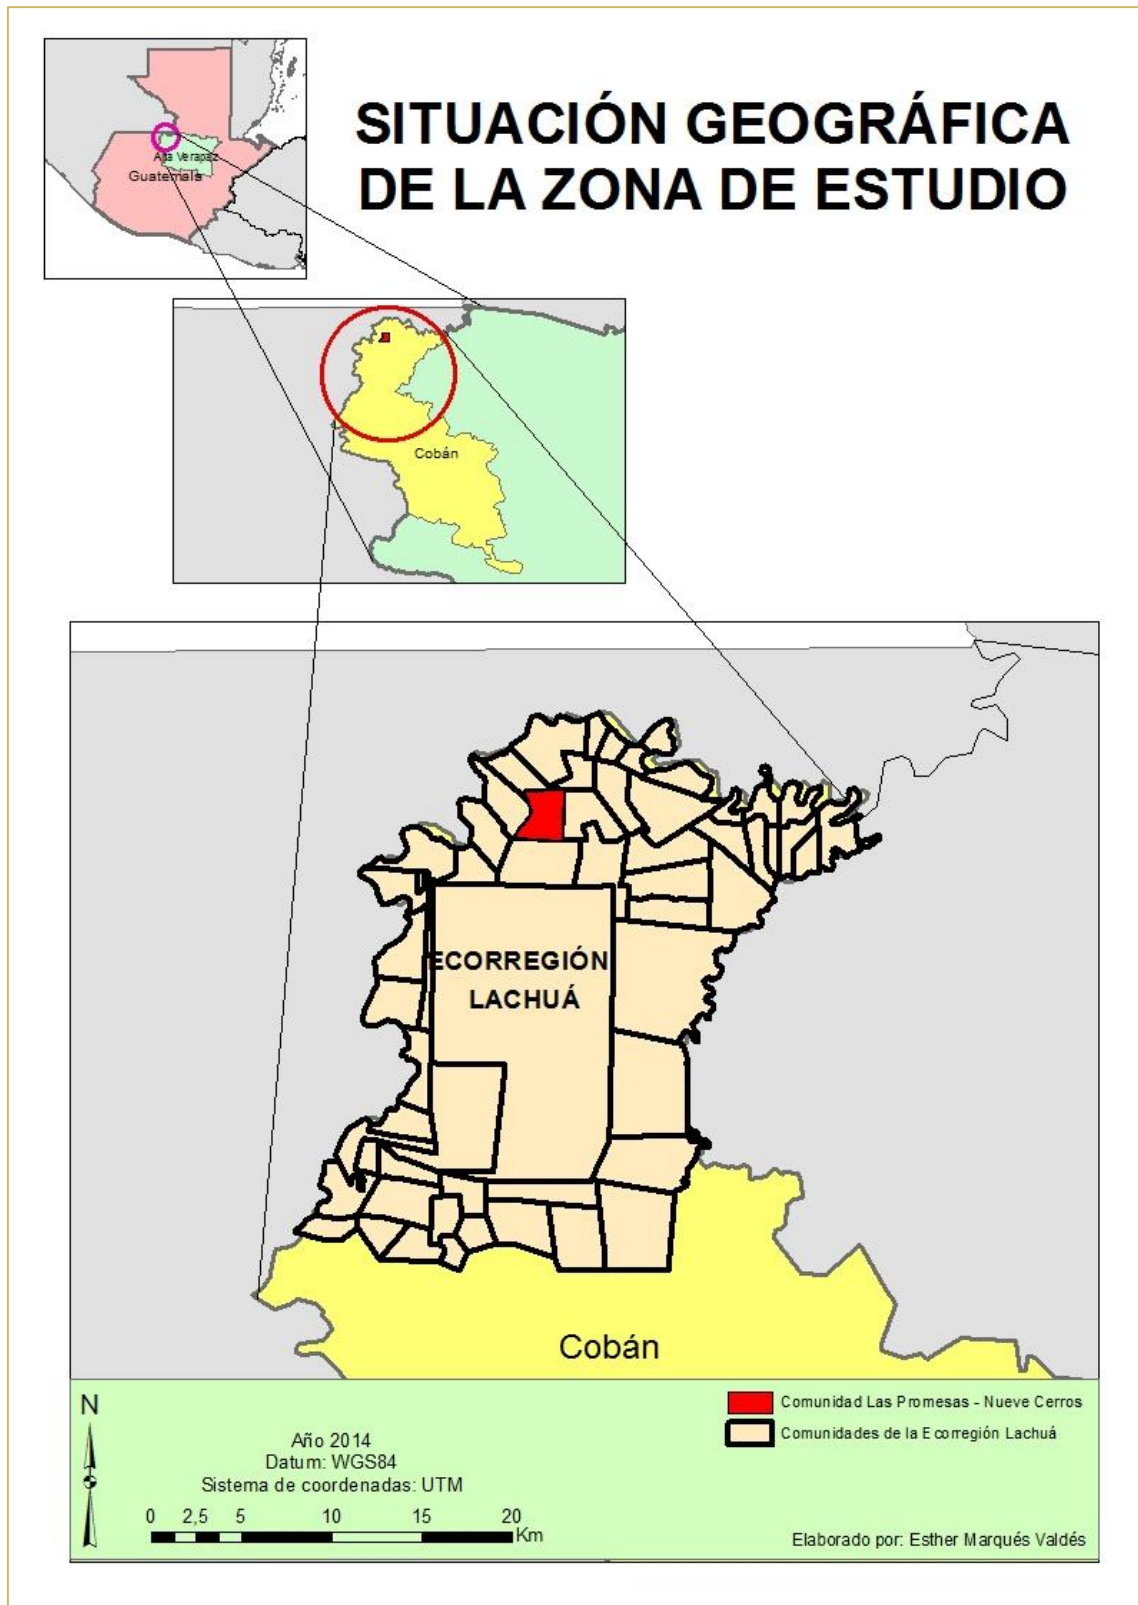 SITUACIÓN GEOGRÁFICA
DE LA ZONA DE ESTUDIO
Alta Verapaz
Guatemala
Cobán
ECORREGIÓN
LACHUÁ
Cobán
N
Año 2014
Datum: WGS84
Sistema de coordenadas: UTM
0 2,5 5 10 15 20
Km
Comunidad Las Promesas - Nueve Cerros
Comunidades de la Ecorregión Lachuá
Elaborado por: Esther Marqués Valdés